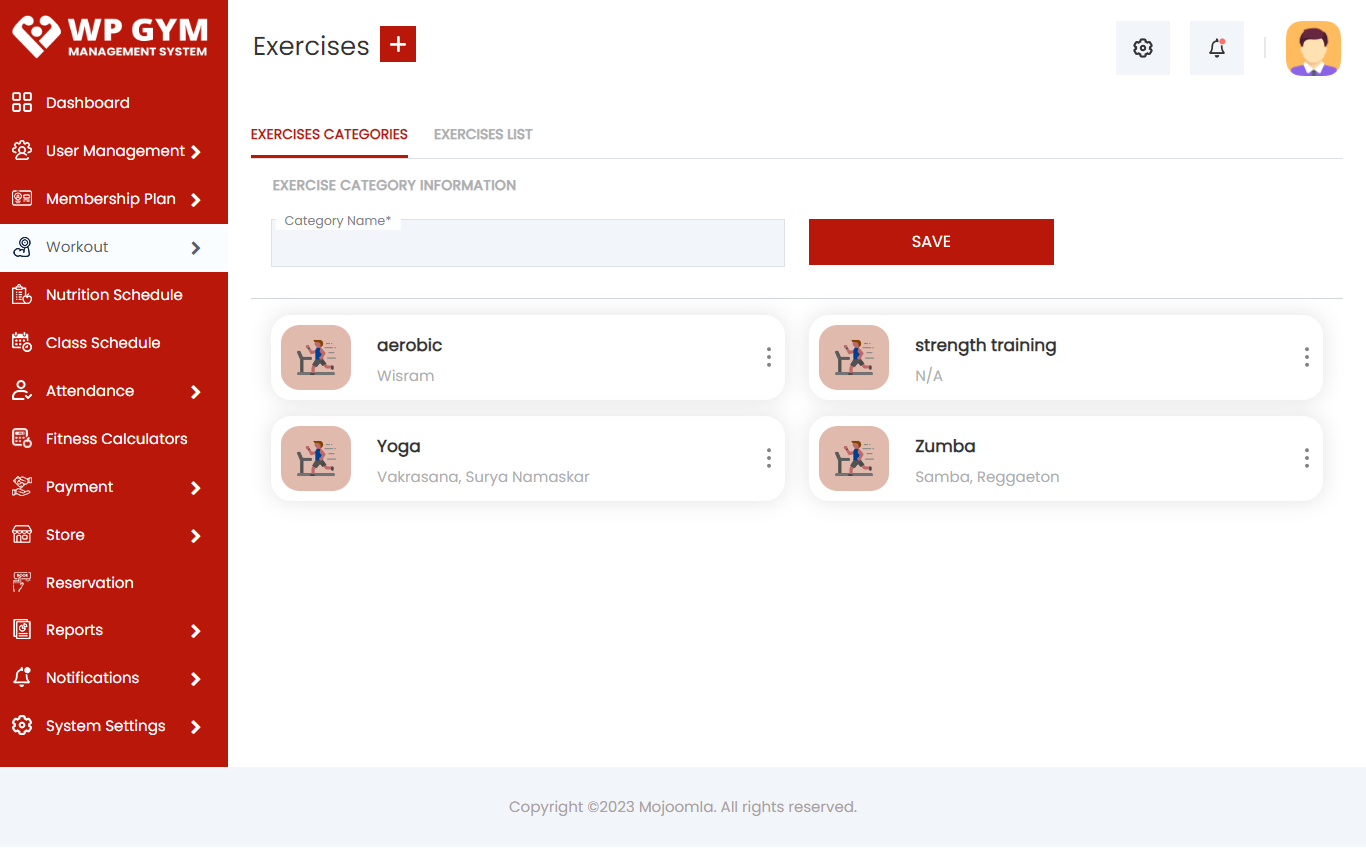 WP GYM
MANAGEMENT SYSTEM
Dashboard
User Management
Membership Plan
Workout
Nutrition Schedule
Class Schedule
Attendance
Fitness Calculators
Payment
Store
Reservation
Reports
Notifications
System Settings
Exercises +
EXERCISES CATEGORIES EXERCISES LIST
EXERCISE CATEGORY INFORMATION
Category Name*
SAVE
aerobic
Wisram
strength training
N/A
Yoga
Vakrasana, Surya Namaskar
Zumba
Samba, Reggaeton
Copyright ©2023 Mojoomla. All rights reserved.